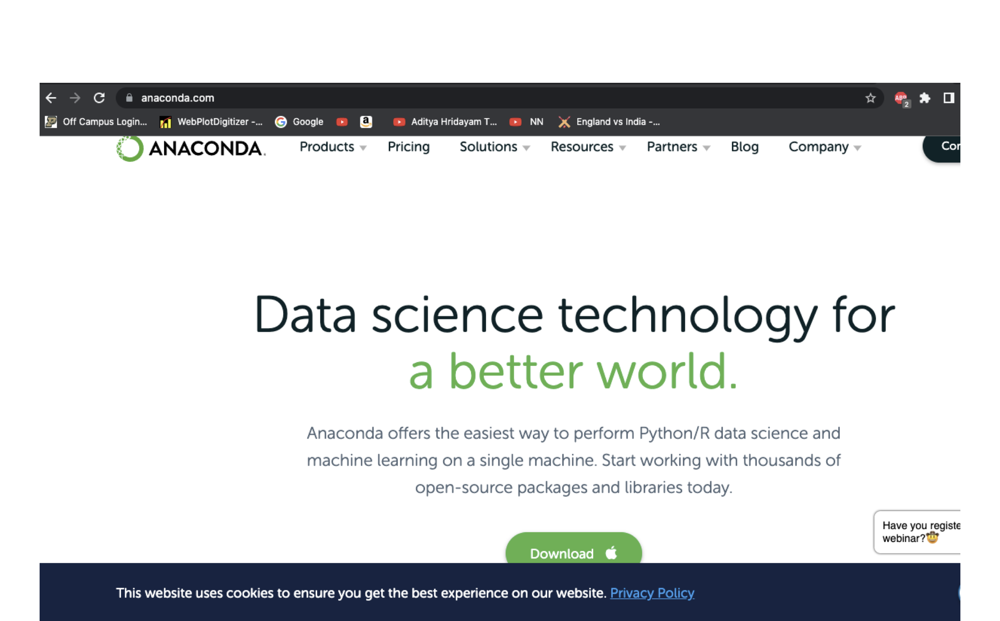 anaconda.com
ABP 2
Off Campus Login... WebPlotDigitizer -... Google Aditya Hridayam T... NN England vs India -...
ANACONDA. Products Pricing Solutions Resources Partners Blog Company Con
Data science technology for
a better world.
Anaconda offers the easiest way to perform Python/R data science and
machine learning on a single machine. Start working with thousands of
open-source packages and libraries today.
Have you registe
webinar?🤠
Download
This website uses cookies to ensure you get the best experience on our website. Privacy Policy